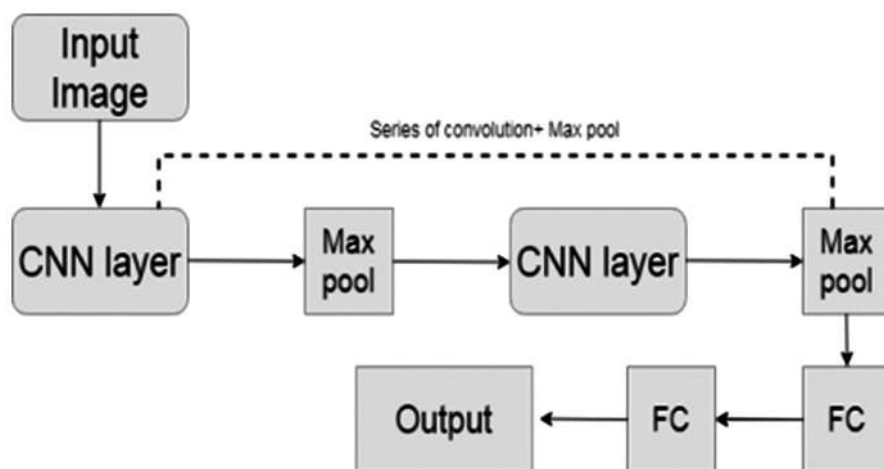 Input
Image
Series of convolution+ Max pool
CNN layer
Max
pool
CNN layer
Max
pool
Output
FC
FC